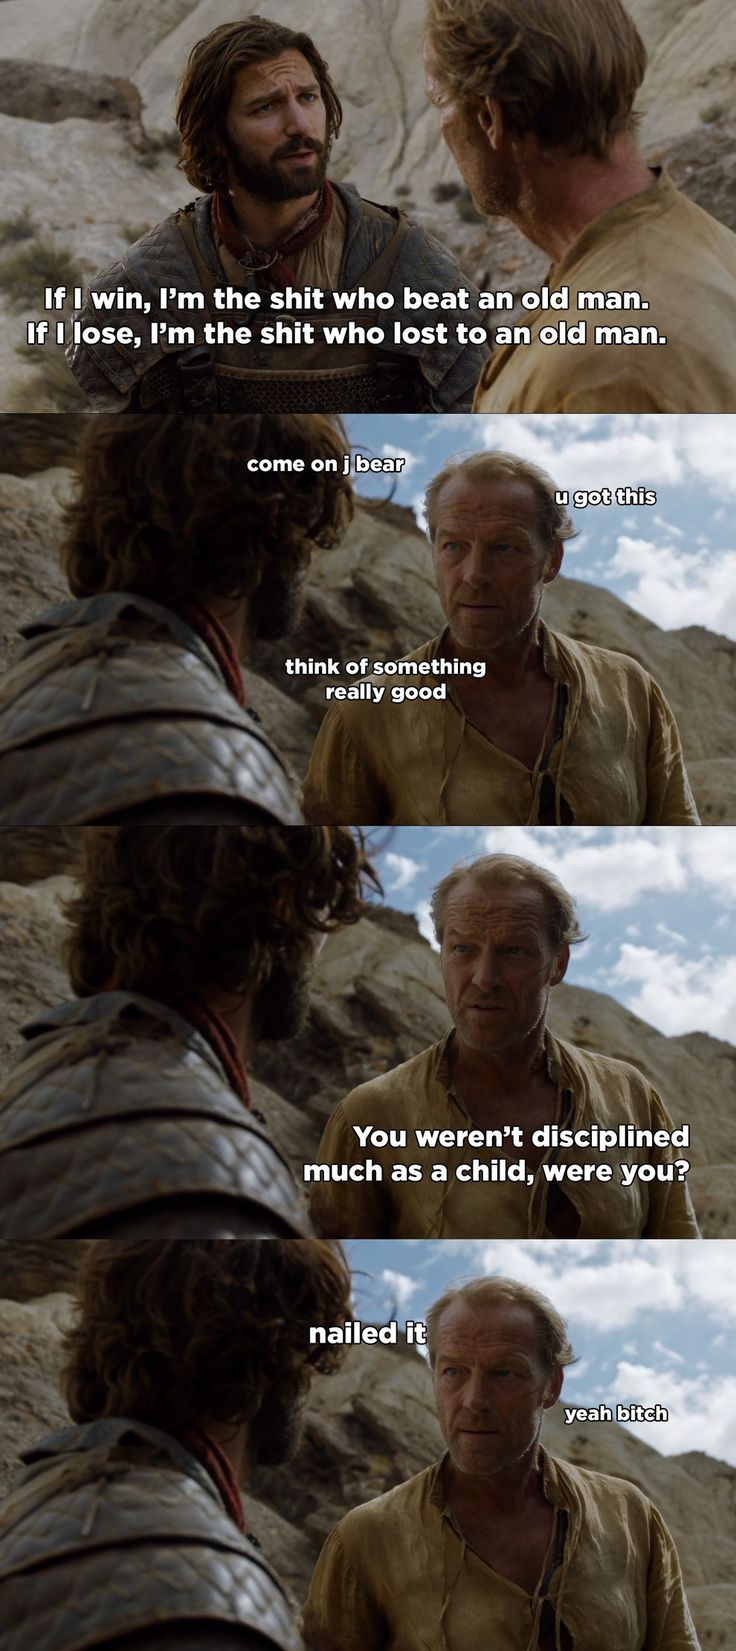 If I win, I'm the shit who beat an old man.
If I lose, I'm the shit who lost to an old man.
come on j bear
u got this
think of something
really good
You weren't disciplined
much as a child, were you?
nailed it
yeah bitch